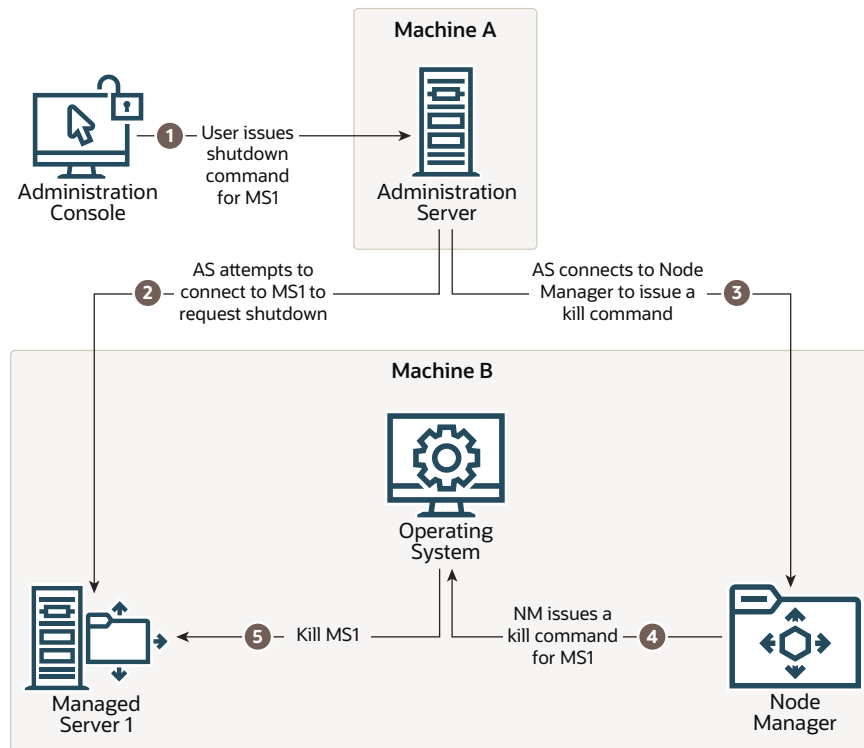 Machine A
1
User issues
shutdown
command
for MS1
Administration
Console
Administration
Server
AS attempts to
2
connect to MS1 to
request shutdown
AS connects to Node
Manager to issue a
3
kill command
Machine B
Operating
System
5
Kill MS1
NM issues a
kill command
4
for MS1
Managed
Server 1
Node
Manager